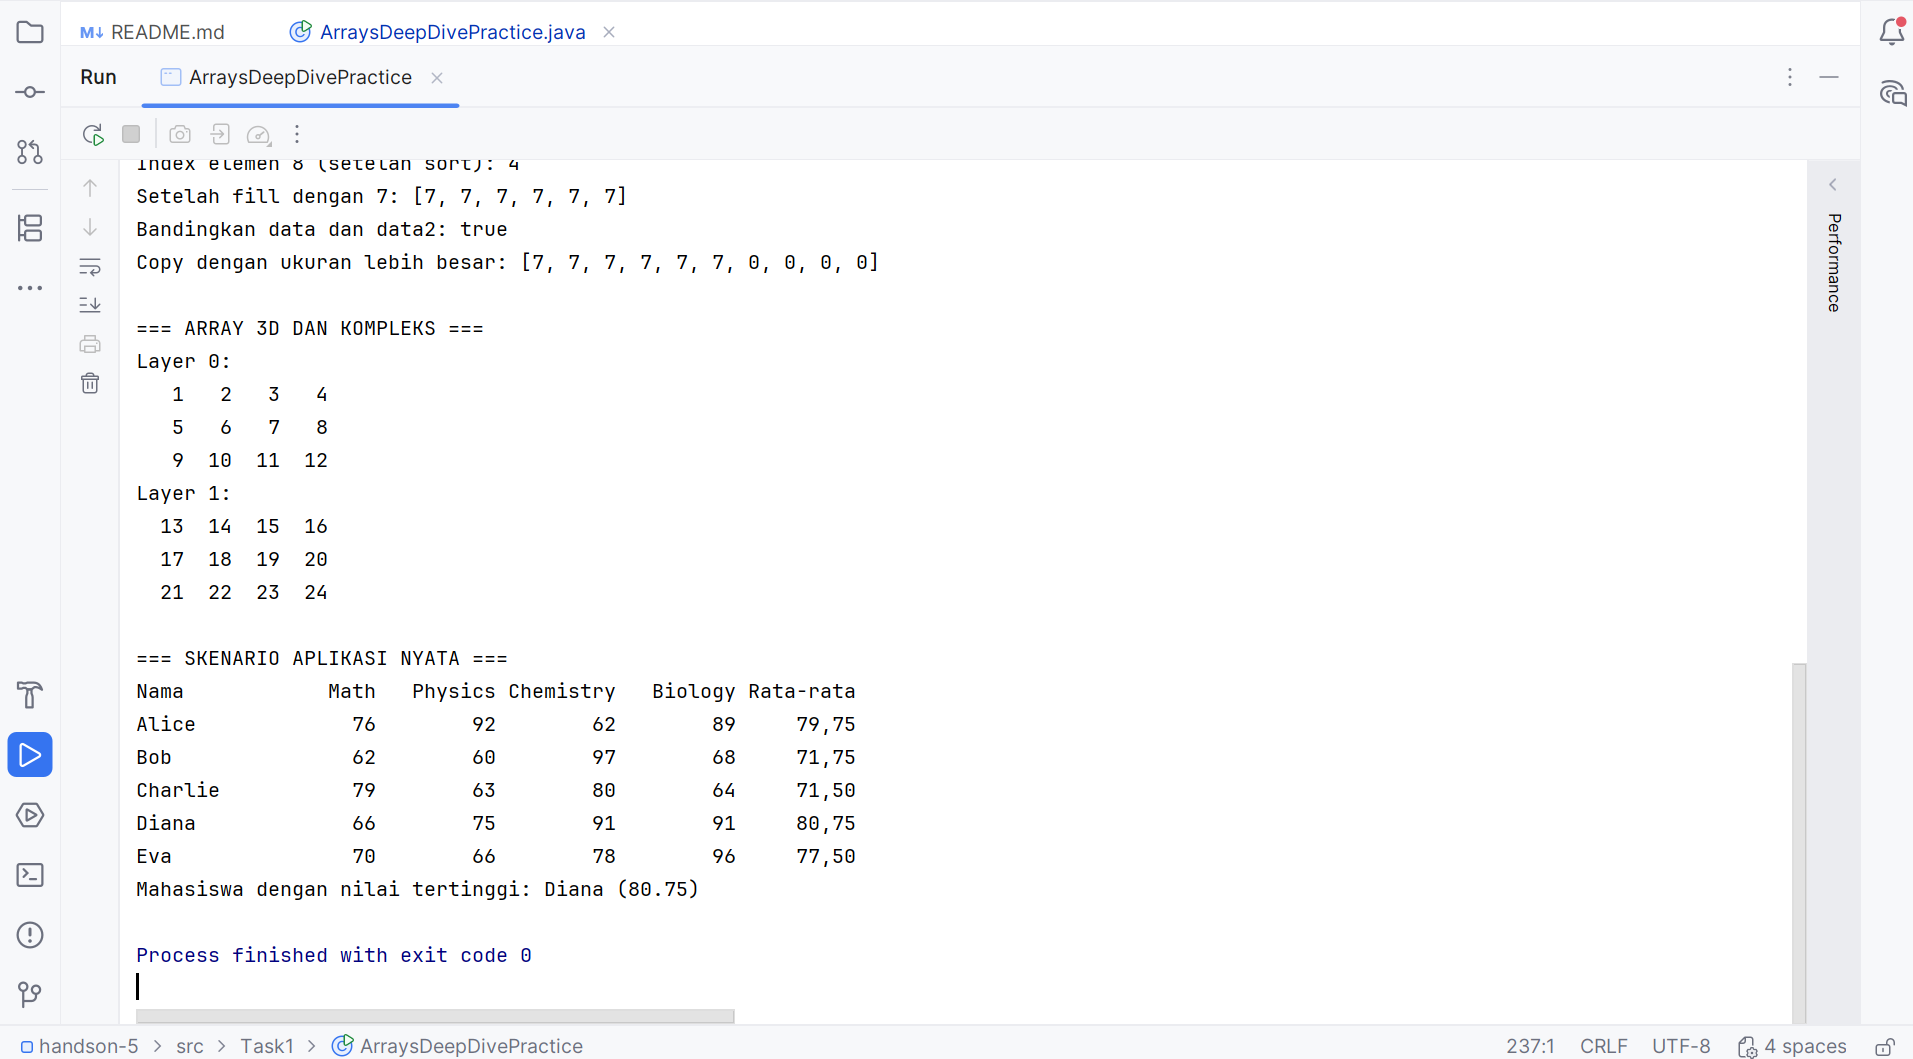 README.md
ArraysDeepDivePractice.java
Run
ArraysDeepDivePractice
Index elemen 8 (setelah sort): 4
Setelah fill dengan 7: [7, 7, 7, 7, 7, 7]
Bandingkan data dan data2: true
Copy dengan ukuran lebih besar: [7, 7, 7, 7, 7, 7, 0, 0, 0, 0]
=== ARRAY 3D DAN KOMPLEKS ===
Layer 0:
1 2 3 4
5 6 7 8
9 10 11 12
Layer 1:
13 14 15 16
17 18 19 20
21 22 23 24
=== SKENARIO APLIKASI NYATA ===
Nama Math Physics Chemistry Biology Rata-rata
Alice 76 92 62 89 79,75
Bob 62 60 97 68 71,75
Charlie 79 63 80 64 71,50
Diana 66 75 91 91 80,75
Eva 70 66 78 96 77,50
Mahasiswa dengan nilai tertinggi: Diana (80.75)
Process finished with exit code 0
Performance
handson-5 > src > Task1 > ArraysDeepDivePractice
237:1 CRLF UTF-8 4 spaces